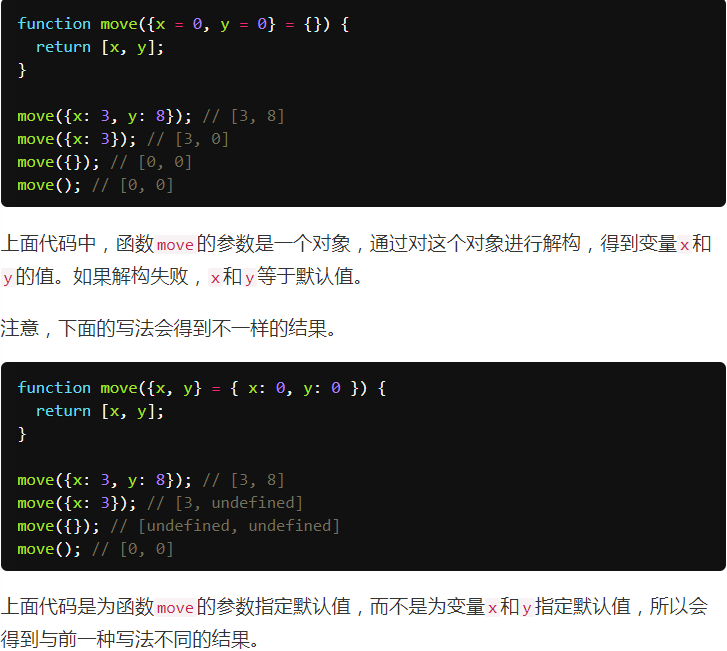 function move({x = 0, y = 0} = {}) {
  return [x, y];
}
move({x: 3, y: 8}); // [3, 8]
move({x: 3}); // [3, 0]
move({}); // [0, 0]
move(); // [0, 0]
上面代码中，函数move的参数是一个对象，通过对这个对象进行解构，得到变量x和
y的值。如果解构失败，x和y等于默认值。
注意，下面的写法会得到不一样的结果。
function move({x, y} = { x: 0, y: 0 }) {
  return [x, y];
}
move({x: 3, y: 8}); // [3, 8]
move({x: 3}); // [3, undefined]
move({}); // [undefined, undefined]
move(); // [0, 0]
上面代码是为函数move的参数指定默认值，而不是为变量x和y指定默认值，所以会
得到与前一种写法不同的结果。